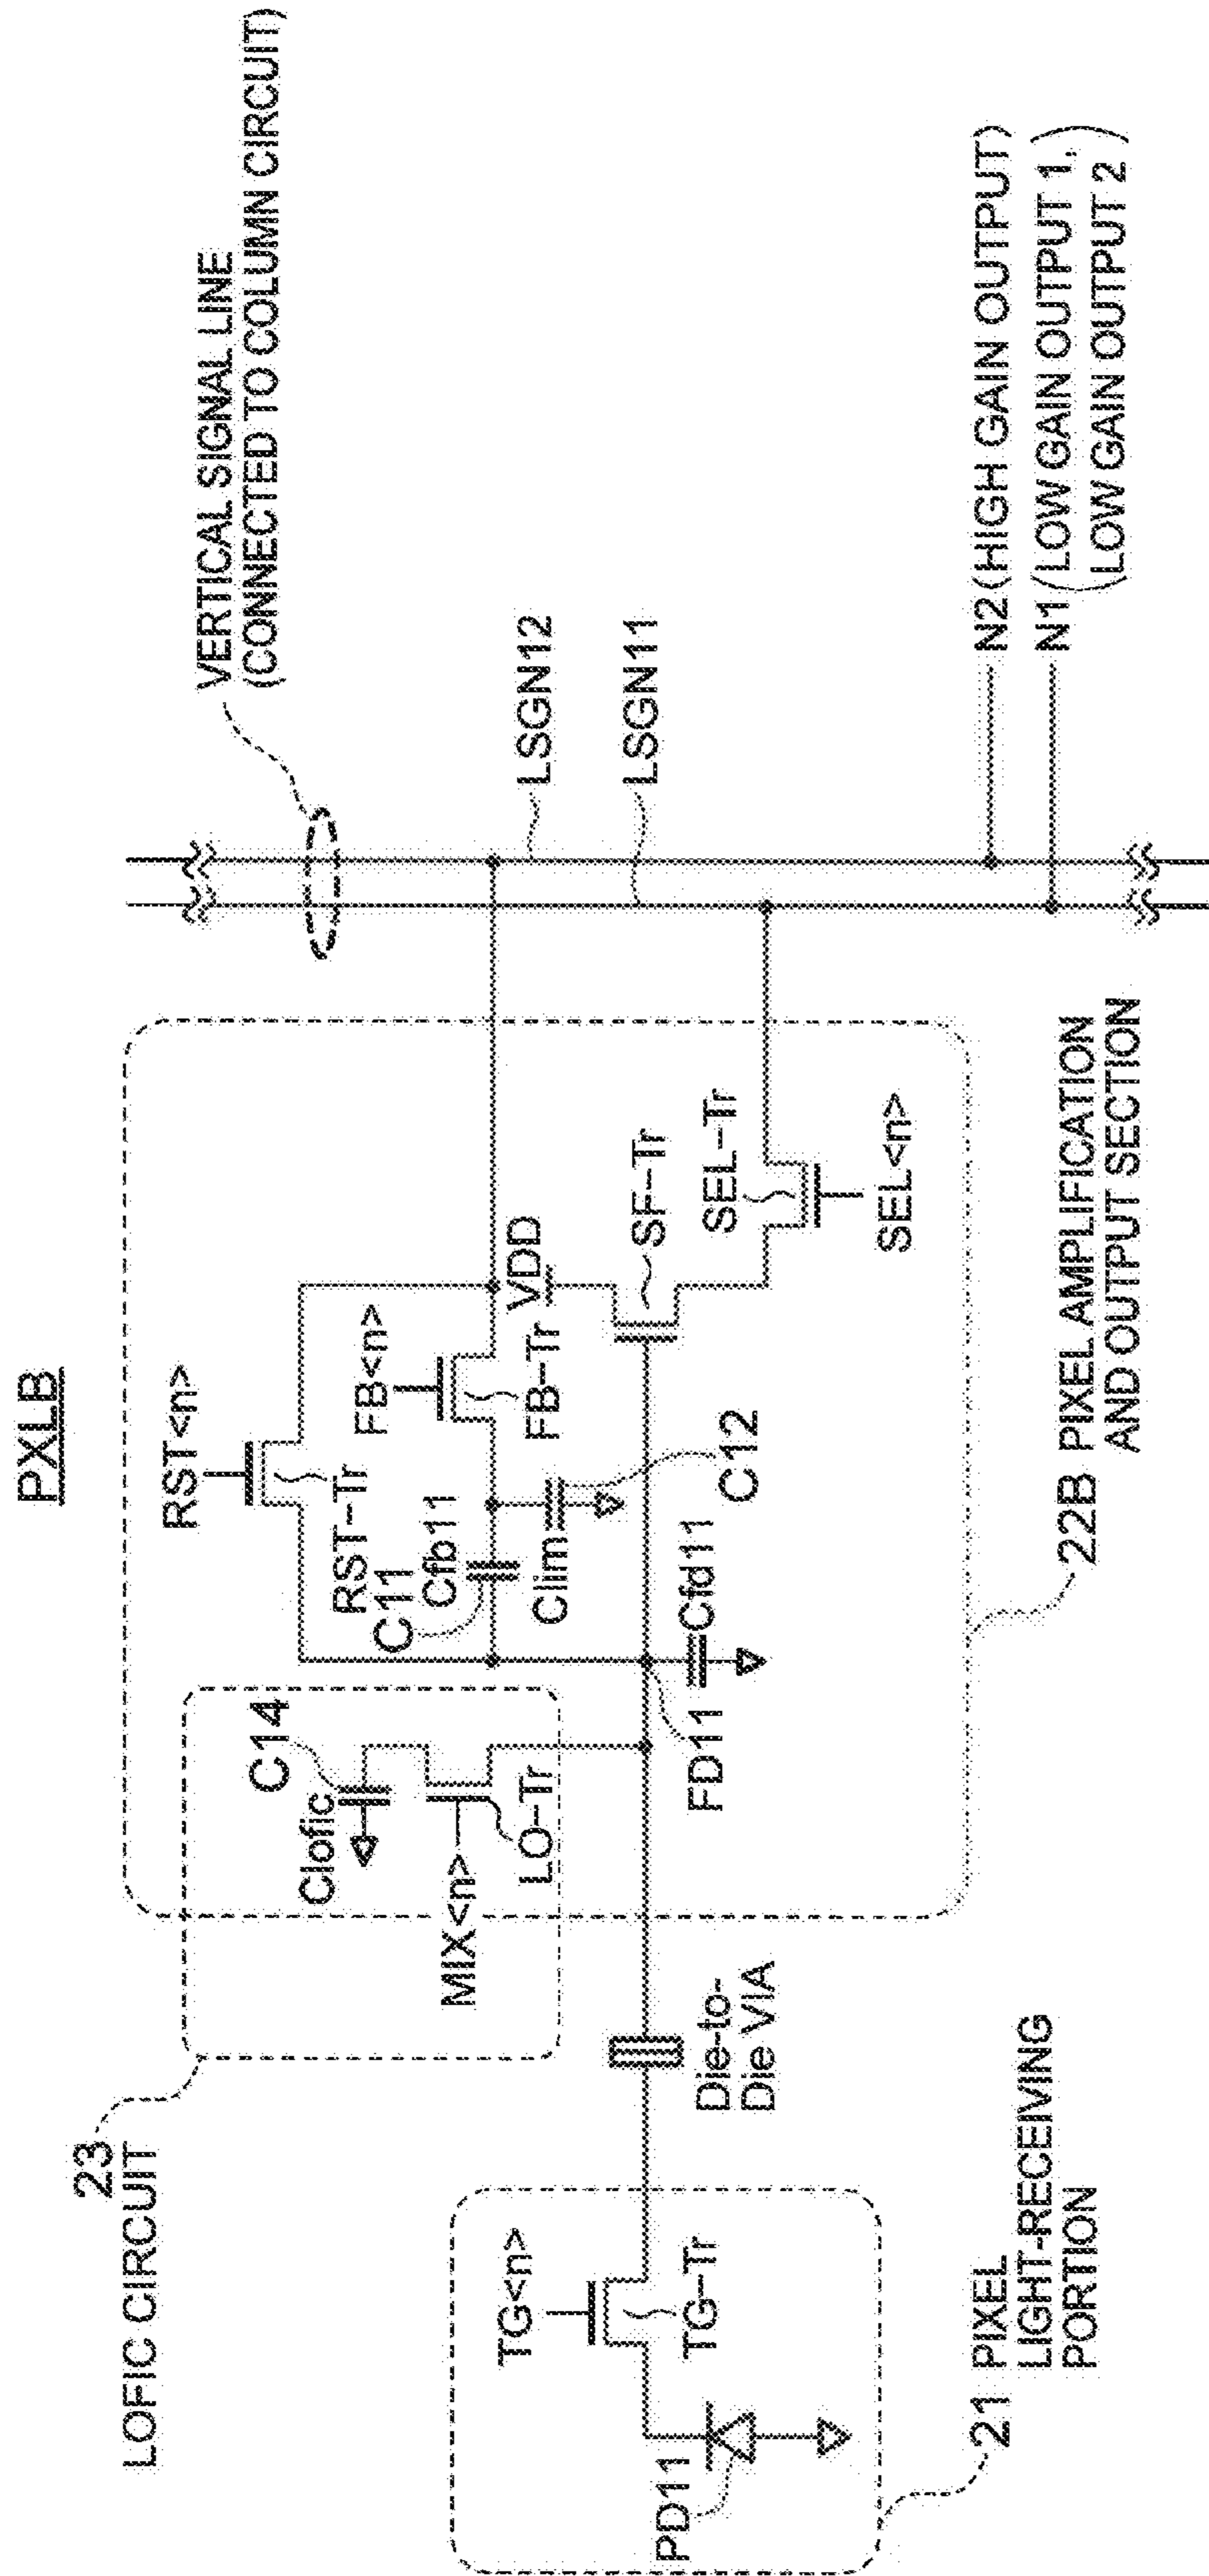 PXLB
23
LOFIC CIRCUIT
VERTICAL SIGNAL LINE
(CONNECTED TO COLUMN CIRCUIT)
RST<n>
RST-Tr
C14
Clofic
MIX<n>
LO-Tr
C11
Cfb11
FB<n>
FB-Tr
VDD
Clim
C12
SF-Tr
SEL-Tr
SEL<n>
FD11
Cfd11
LSGN12
LSGN11
TG<n>
TG-Tr
PD11
Die-to-
Die VIA
21 PIXEL
LIGHT-RECEIVING
PORTION
22B PIXEL AMPLIFICATION
AND OUTPUT SECTION
N2 (HIGH GAIN OUTPUT)
N1 (LOW GAIN OUTPUT 1,
LOW GAIN OUTPUT 2)